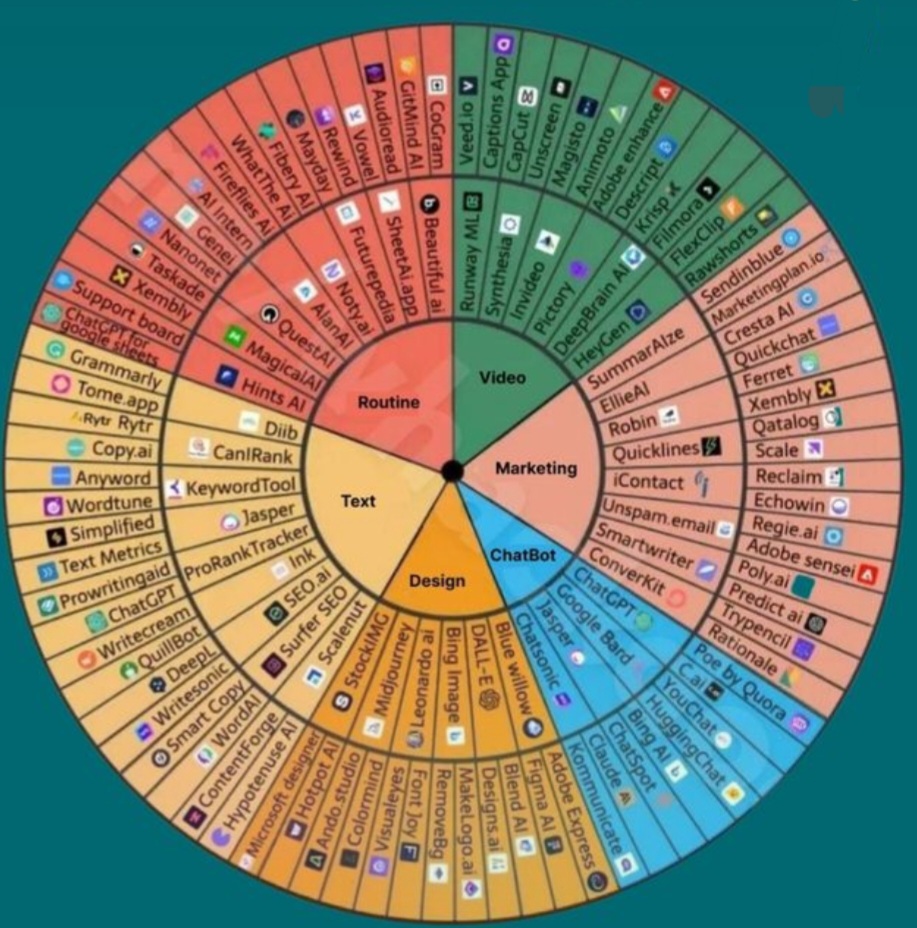 Routine
Video
Marketing
ChatBot
Design
Text
Runway ML
Synthesia
Invideo
Pictory
DeepBrain AI
HeyGen
Veed.io
Captions App
CapCut
Unscreen
Magisto
Animoto
Adobe enhance
Descript
Krisp
Filmora
FlexClip
Rawshorts
SummarAIze
EllieAI
Robin
Quicklines
iContact
Unspam.email
Smartwriter
ConverKit
Sendinblue
Marketingplan.io
Cresta AI
Quickchat
Ferret
Xembly
Qatalog
Scale
Reclaim
Echowin
Regie.ai
Adobe sensei
Poly.ai
Predict ai
Trypencil
Rationale
ChatGPT
Google Bard
Jasper
Chatsonic
Poe by Quora
C.ai
YouChat
HuggingChat
Bing AI
ChatSpot
Claude
Kommunicate
Blue willow
DALL-E
Bing Image
Leonardo ai
Midjourney
StockIMG
Adobe Express
Figma AI
Blend AI
Designs.ai
MakeLogo.ai
RemoveBg
Font Joy
Visualeyes
Colormind
Ando.studio
Hotpot AI
Microsoft designer
Scalenut
Surfer SEO
SEO.ai
Ink
ProRankTracker
Jasper
KeywordTool
CanIRank
Diib
Hypotenuse AI
ContentForge
WordAI
Smart Copy
Writesonic
DeepL
QuillBot
Writecream
ChatGPT
Prowritingaid
Text Metrics
Simplified
Wordtune
Anyword
Copy.ai
Rytr Rytr
Tome.app
Grammarly
Hints AI
MagicalAI
QuestAI
AlanAI
Notyai
Futurepedia
SheetAi.app
Beautiful ai
ChatGPT for
google sheets
Support board
Xembly
Taskade
Nanonet
Genei
AI Intern
Fireflies AI
WhatThe AI
Fibery AI
Mayday
Rewind
Vowel
Audioread
GitMind AI
CoGram